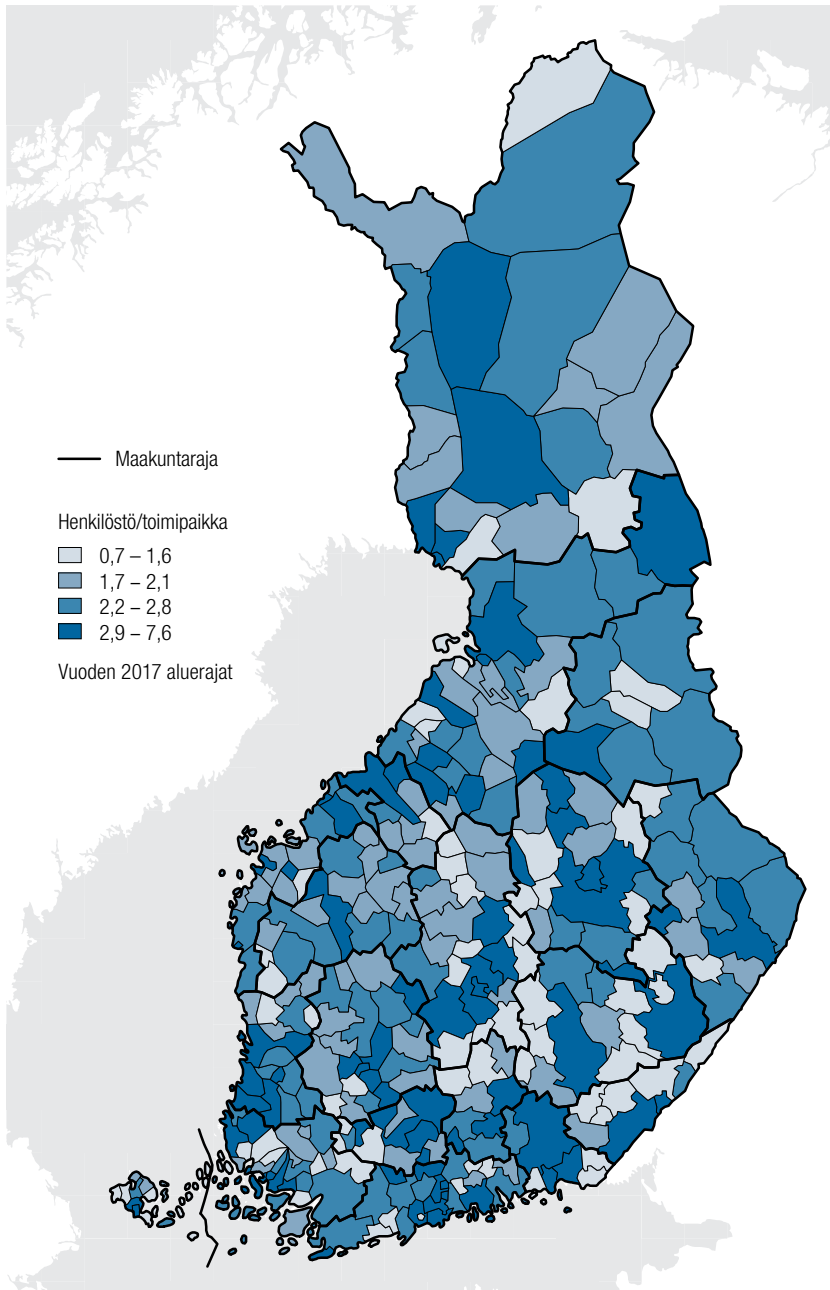 Maakuntaraja
Henkilöstö/toimipaikka
0,7 – 1,6
1,7 – 2,1
2,2 – 2,8
2,9 – 7,6
Vuoden 2017 aluerajat